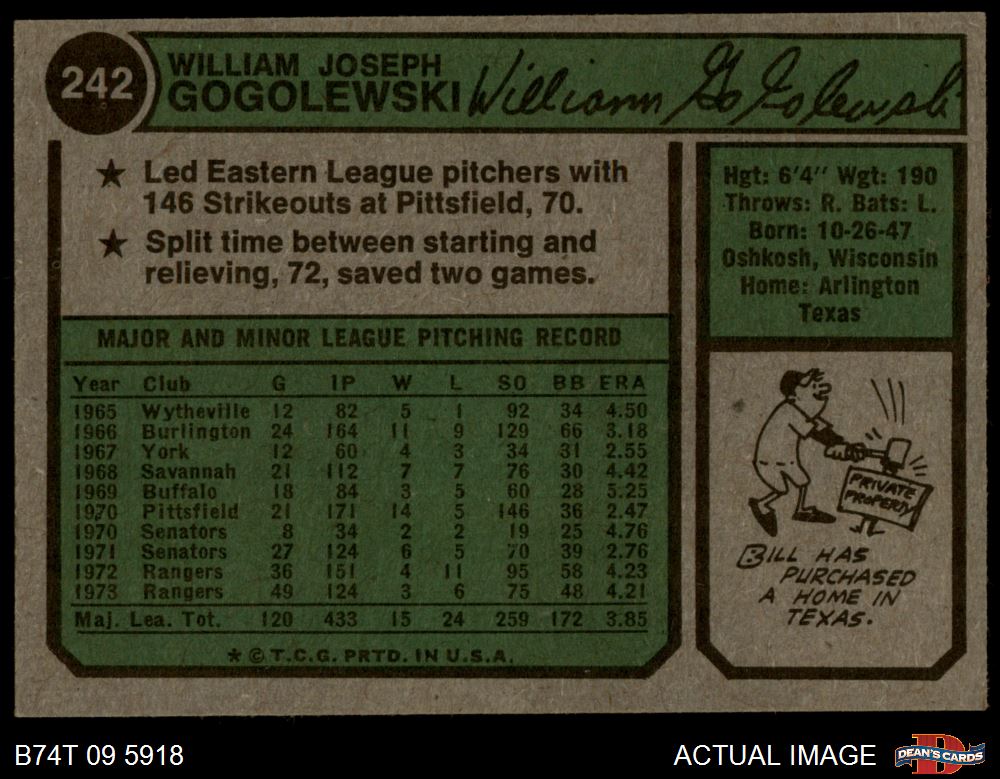 242
WILLIAM JOSEPH
GOGOLEWSKI
William Gogolewski
★ Led Eastern League pitchers with
146 Strikeouts at Pittsfield, 70.
★ Split time between starting and
relieving, 72, saved two games.
Hgt: 6'4" Wgt: 190
Throws: R. Bats: L.
Born: 10-26-47
Oshkosh, Wisconsin
Home: Arlington
Texas
MAJOR AND MINOR LEAGUE PITCHING RECORD
Year Club G IP W L SO BB ERA
1965 Wytheville 12 82 5 1 92 34 4.50
1966 Burlington 24 164 11 9 129 66 3.18
1967 York 12 60 4 3 34 31 2.55
1968 Savannah 21 112 7 7 76 30 4.42
1969 Buffalo 18 84 3 5 60 28 5.25
1970 Pittsfield 21 171 14 5 146 36 2.47
1970 Senators 8 34 2 2 19 25 4.76
1971 Senators 27 124 6 5 70 39 2.76
1972 Rangers 36 151 4 11 95 58 4.23
1973 Rangers 49 124 3 6 75 48 4.21
Maj. Lea. Tot. 120 433 15 24 259 172 3.85
★ © T.C.G. PRTD. IN U.S.A.
PRIVATE
PROPERTY
BILL HAS
PURCHASED
A HOME IN
TEXAS.
B74T 09 5918
ACTUAL IMAGE
DEAN'S CARDS